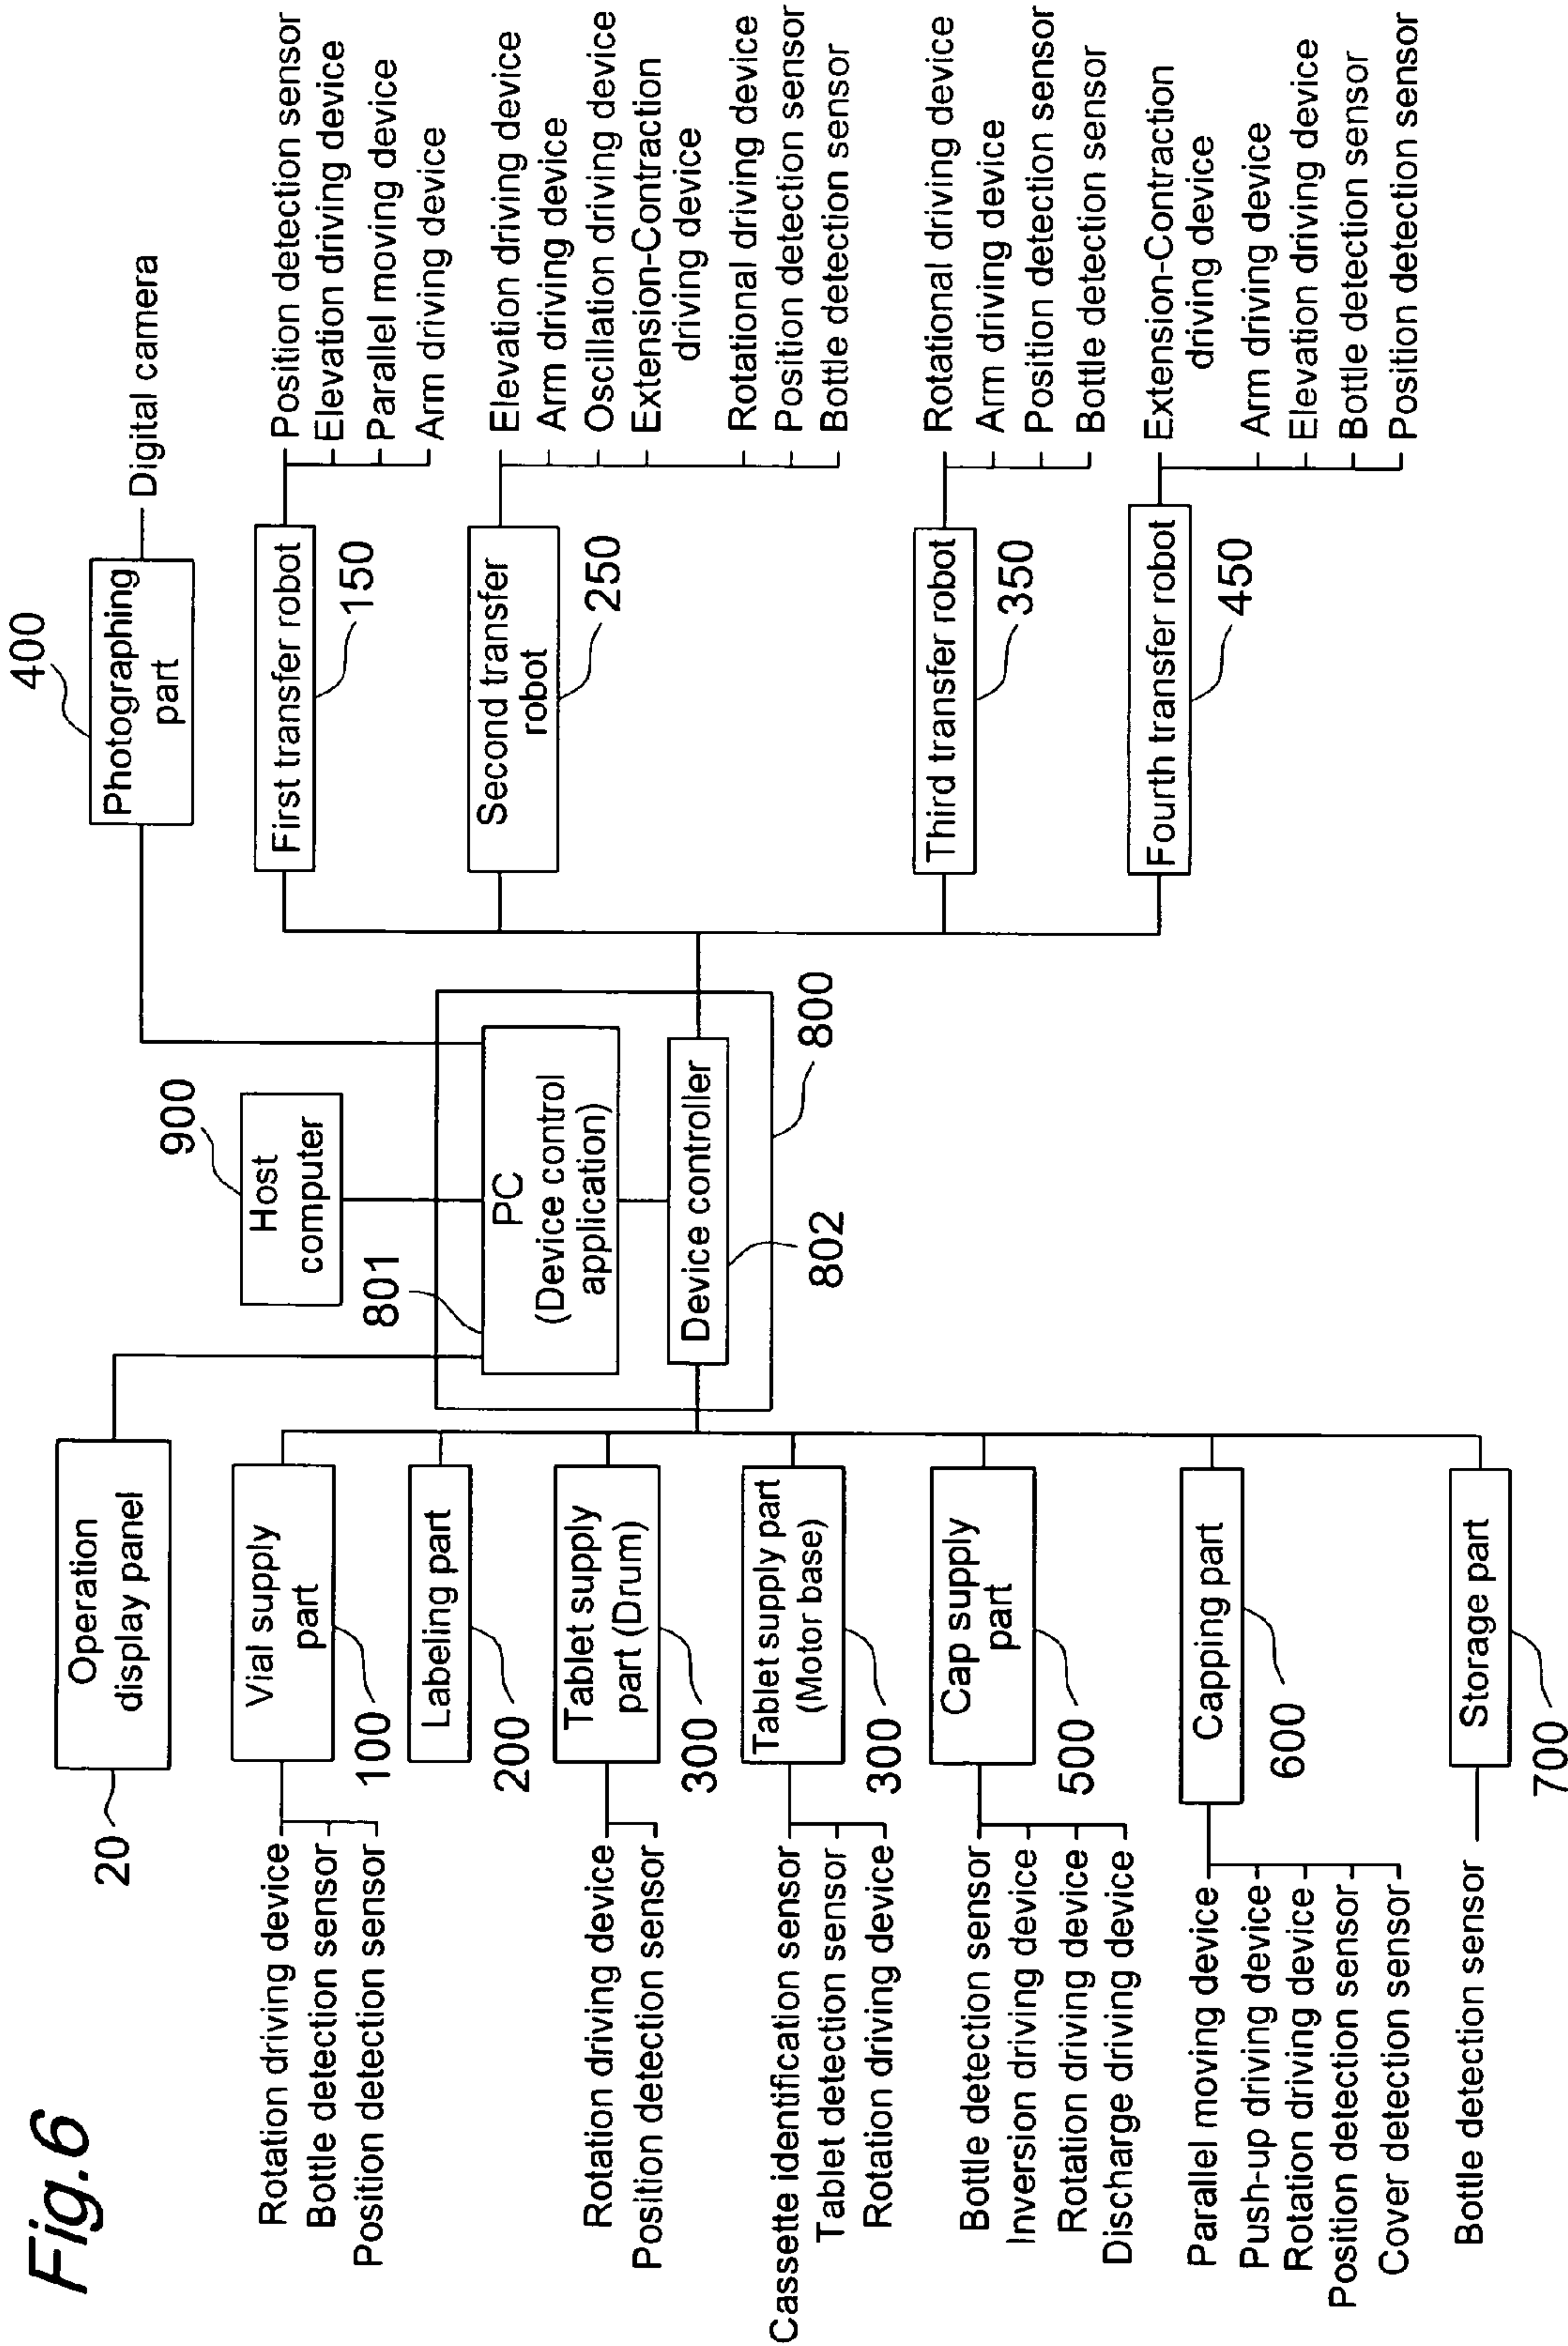 Fig.6
Operation
display panel
20
Host
computer
900
Photographing
part
400
Digital camera
PC
(Device control
application)
801
Device controller
802
800
Vial supply
part
100
Rotation driving device
Bottle detection sensor
Position detection sensor
Labeling part
200
Tablet supply
part (Drum)
300
Rotation driving device
Position detection sensor
Tablet supply part
(Motor base)
300
Cassette identification sensor
Tablet detection sensor
Rotation driving device
Cap supply
part
500
Bottle detection sensor
Inversion driving device
Rotation driving device
Discharge driving device
Capping part
600
Parallel moving device
Push-up driving device
Rotation driving device
Position detection sensor
Cover detection sensor
Storage part
700
Bottle detection sensor
First transfer robot
150
Position detection sensor
Elevation driving device
Parallel moving device
Arm driving device
Second transfer
robot
250
Elevation driving device
Arm driving device
Oscillation driving device
Extension-Contraction
driving device
Rotational driving device
Position detection sensor
Bottle detection sensor
Third transfer robot
350
Rotational driving device
Arm driving device
Position detection sensor
Bottle detection sensor
Fourth transfer robot
450
Extension-Contraction
driving device
Arm driving device
Elevation driving device
Bottle detection sensor
Position detection sensor